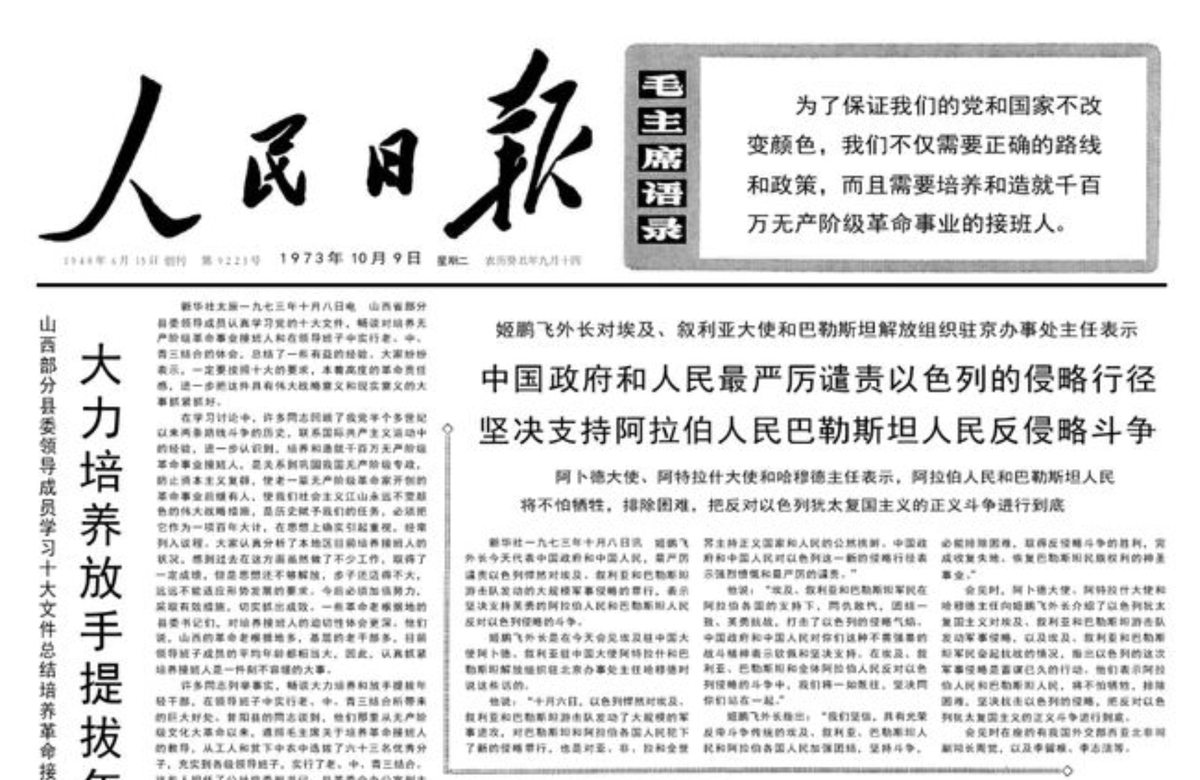 人民日报
1948年6月15日 创刊 第9223号 1973年10月9日 星期二 农历癸丑年九月十四
毛主席语录
为了保证我们的党和国家不改
变颜色，我们不仅需要正确的路线
和政策，而且需要培养和造就千百
万无产阶级革命事业的接班人。
山西部分县委领导成员学习十大文件总结培养革命接
大力培养放手提拔年
新华社太原一九七三年十月八日电 山西省部分
县委领导成员认真学习党的十大文件，畅谈对培养无
产阶级革命事业接班人和在领导班子中实行老、中、
青三结合的体会，总结了一些有益的经验。大家纷纷
表示，一定要按照十大的要求，本着高度的革命责任
感，进一步把这件具有伟大战略意义和现实意义的大
事抓紧抓好。
在学习讨论中，许多同志回顾了我党半个多世纪
以来两条路线斗争的历史，联系国际共产主义运动中
的经验，进一步认识到，培养和造就千百万无产阶级
革命事业接班人，是关系到巩固我国无产阶级专政，
防止资本主义复辟，使老一辈无产阶级革命家开创的
革命事业后继有人，使我们社会主义江山永远不变颜
色的伟大战略措施，是历史赋予我们的任务，必须把
它作为一项百年大计，在思想上确实引起重视，经常
列入议程。大家认真分析了本地区目前培养接班人的
状况，感到过去在这方面虽然做了不少工作，取得了
一定成绩，但是思想还不够解放，步子还迈得不大，
远远不能适应形势发展的要求。今后必须加倍努力，
采取有效措施，切实抓出成效。一些革命老根据地的
县委书记们，对培养接班人的迫切性体会更深。他们
说，山西的革命老根据地多，基层的老干部多，目前
领导班子成员的平均年龄都相当大，因此，认真抓紧
培养接班人是一件刻不容缓的大事。
许多同志列举事实，畅谈大力培养和放手提拔年
轻干部，在领导班子中实行老、中、青三结合所带来
的巨大好处。昔阳县的同志谈到，他们那里从无产阶
级文化大革命以来，遵照毛主席关于培养革命接班人
的教导，从工人和贫下中农中选拔了六十三名优秀分
子，充实到各级领导班子，实行了老、中、青三结合。
姬鹏飞外长对埃及、叙利亚大使和巴勒斯坦解放组织驻京办事处主任表示
中国政府和人民最严厉谴责以色列的侵略行径
坚决支持阿拉伯人民巴勒斯坦人民反侵略斗争
阿卜德大使、阿特拉什大使和哈穆德主任表示，阿拉伯人民和巴勒斯坦人民
将不怕牺牲，排除困难，把反对以色列犹太复国主义的正义斗争进行到底
新华社一九七三年十月八日讯 姬鹏飞
外长今天代表中国政府和中国人民，最严厉
谴责以色列悍然对埃及、叙利亚和巴勒斯坦
游击队发动的大规模军事侵略的罪行，表示
坚决支持英勇的阿拉伯人民和巴勒斯坦人民
反对以色列侵略的斗争。
姬鹏飞外长是在今天会见埃及驻中国大
使阿卜德、叙利亚驻中国大使阿特拉什和巴
勒斯坦解放组织驻北京办事处主任哈穆德时
说这些话的。
他说：“十月六日，以色列悍然对埃及、
叙利亚和巴勒斯坦游击队发动了大规模的军
事进攻，对巴勒斯坦和阿拉伯各国人民犯下
了新的侵略罪行，也是对亚、非、拉和全世
界主持正义国家和人民的公然挑衅。中国政
府和中国人民对以色列这一新的侵略行径表
示强烈愤慨和最严厉的谴责。”
他说：“埃及、叙利亚和巴勒斯坦军民在
阿拉伯各国的支持下，同仇敌忾，团结一
致，英勇抗战，打击了以色列的侵略气焰。
中国政府和中国人民对你们这种不畏强暴的
战斗精神表示钦佩和坚决支持。在埃及、叙
利亚、巴勒斯坦和全体阿拉伯人民反对以色
列侵略的斗争中，我们将一如既往，坚决同
你们站在一起。”
姬鹏飞外长指出：“我们坚信，具有光荣
反帝斗争传统的埃及、叙利亚、巴勒斯坦人
民和阿拉伯各国人民加强团结，坚持斗争，
必能排除困难，取得反侵略斗争的胜利，完
成收复失地、恢复巴勒斯坦民族权利的神圣
事业。”
会见时，阿卜德大使、阿特拉什大使和
哈穆德主任向姬鹏飞外长介绍了以色列犹太
复国主义对埃及、叙利亚和巴勒斯坦游击队
发动军事侵略，以及埃及、叙利亚和巴勒斯
坦军民奋起抗战的情况，指出以色列的这次
军事侵略是蓄谋已久的行动。他们表示阿拉
伯人民和巴勒斯坦人民，将不怕牺牲，排除
困难，坚决抗击以色列的侵略，把反对以色
列犹太复国主义的正义斗争进行到底。
会见时在座的有我国外交部西亚北非司
副司长周觉，以及李留根、李志法等。